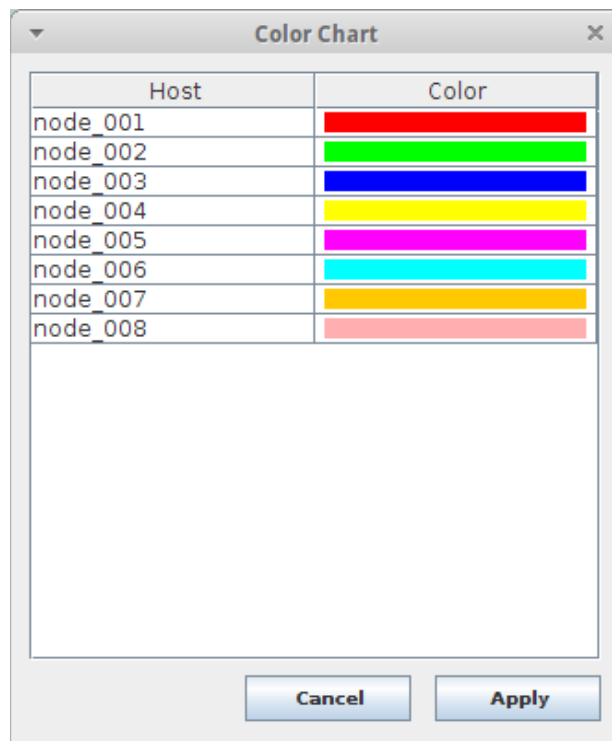 Color Chart
Host Color
node_001
node_002
node_003
node_004
node_005
node_006
node_007
node_008
Cancel Apply